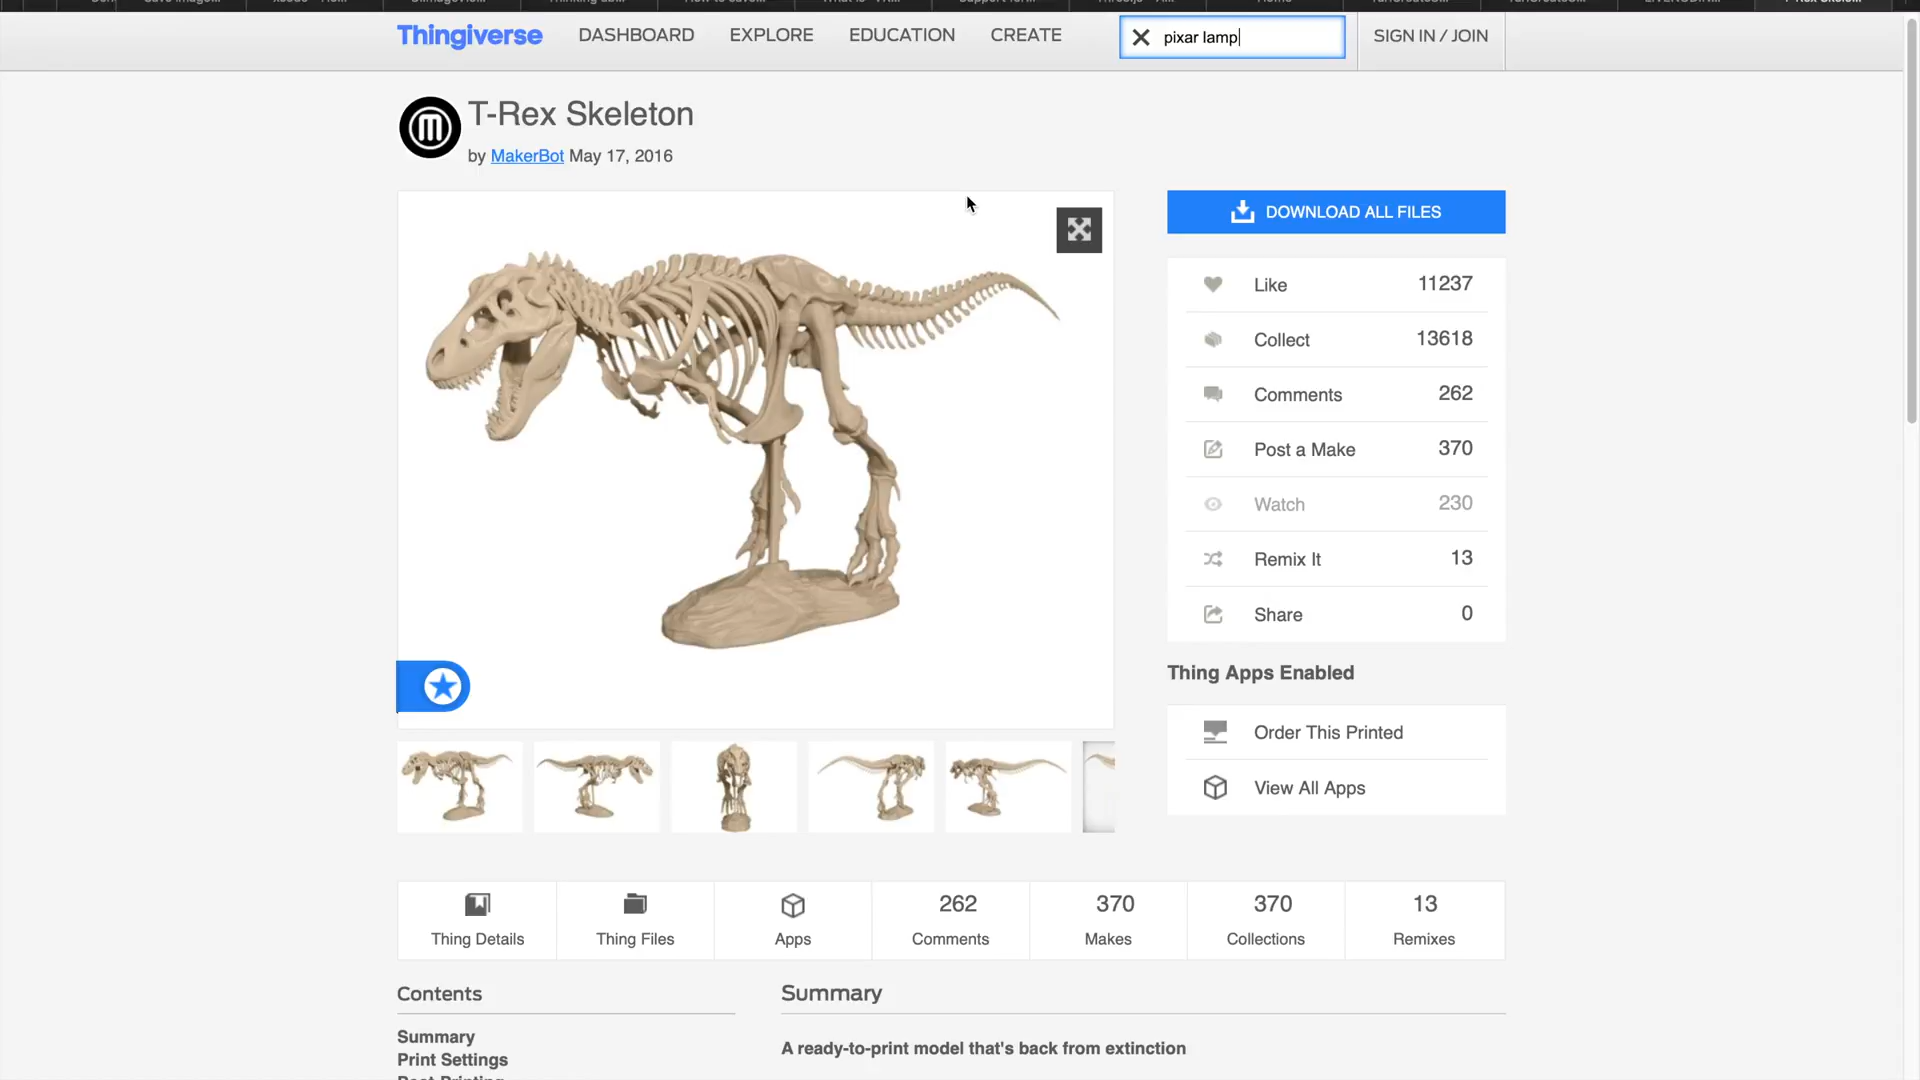 Thingiverse
DASHBOARD
EXPLORE
EDUCATION
CREATE
pixar lamp
SIGN IN / JOIN
T-Rex Skeleton
by MakerBot May 17, 2016
DOWNLOAD ALL FILES
Like 11237
Collect 13618
Comments 262
Post a Make 370
Watch 230
Remix It 13
Share 0
Thing Apps Enabled
Order This Printed
View All Apps
Thing Details
Thing Files
Apps
262
Comments
370
Makes
370
Collections
13
Remixes
Contents
Summary
Print Settings
Summary
A ready-to-print model that's back from extinction